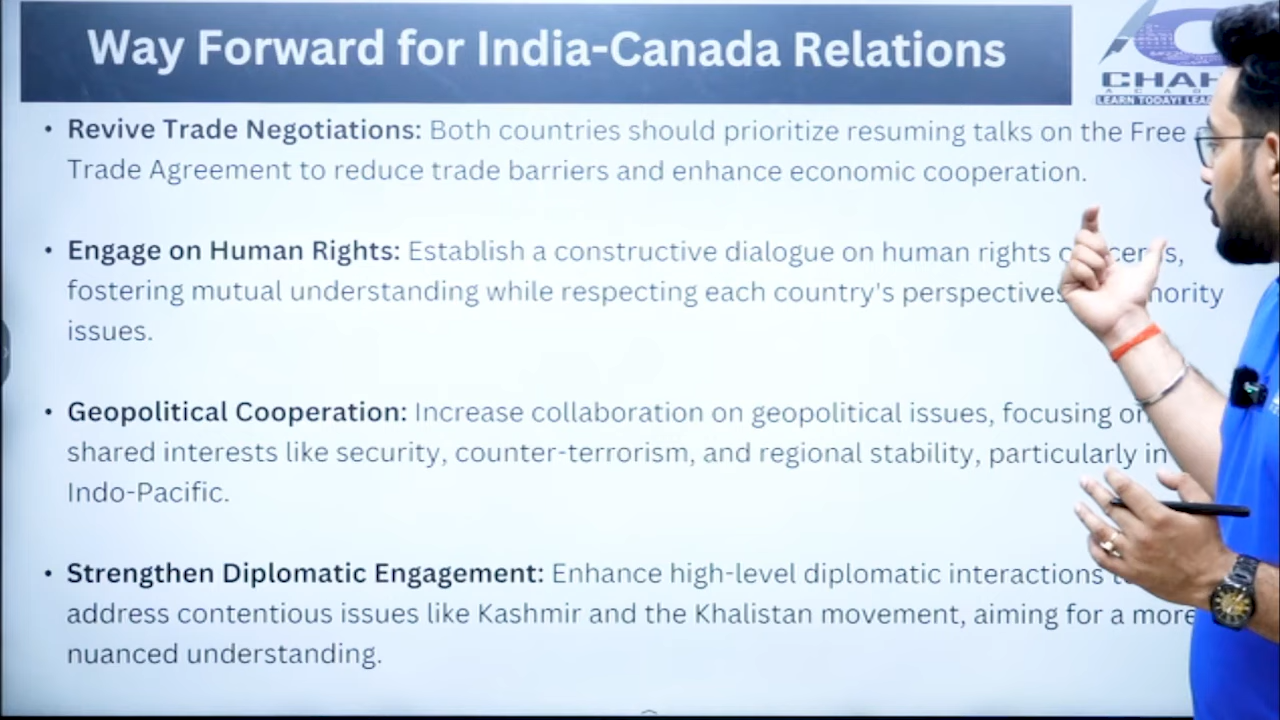 Way Forward for India-Canada Relations
CHAH
LEARN TODAY! LEA
• Revive Trade Negotiations: Both countries should prioritize resuming talks on the Free
Trade Agreement to reduce trade barriers and enhance economic cooperation.
• Engage on Human Rights: Establish a constructive dialogue on human rights
fostering mutual understanding while respecting each country's perspectives
issues.
• Geopolitical Cooperation: Increase collaboration on geopolitical issues, focusing on
shared interests like security, counter-terrorism, and regional stability, particularly in
Indo-Pacific.
• Strengthen Diplomatic Engagement: Enhance high-level diplomatic interactions
address contentious issues like Kashmir and the Khalistan movement, aiming for a more
nuanced understanding.